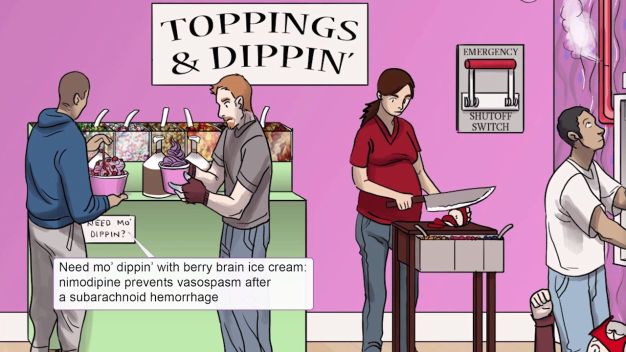 TOPPINGS
& DIPPIN'
EMERGENCY
SHUTOFF
SWITCH
NEED MO'
DIPPIN?
Need mo' dippin' with berry brain ice cream:
nimodipine prevents vasospasm after
a subarachnoid hemorrhage